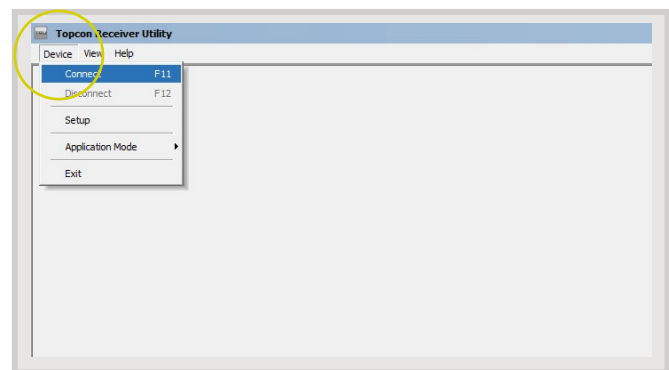 Topcon Receiver Utility
Device View Help
Connect F11
Disconnect F12
Setup
Application Mode
Exit